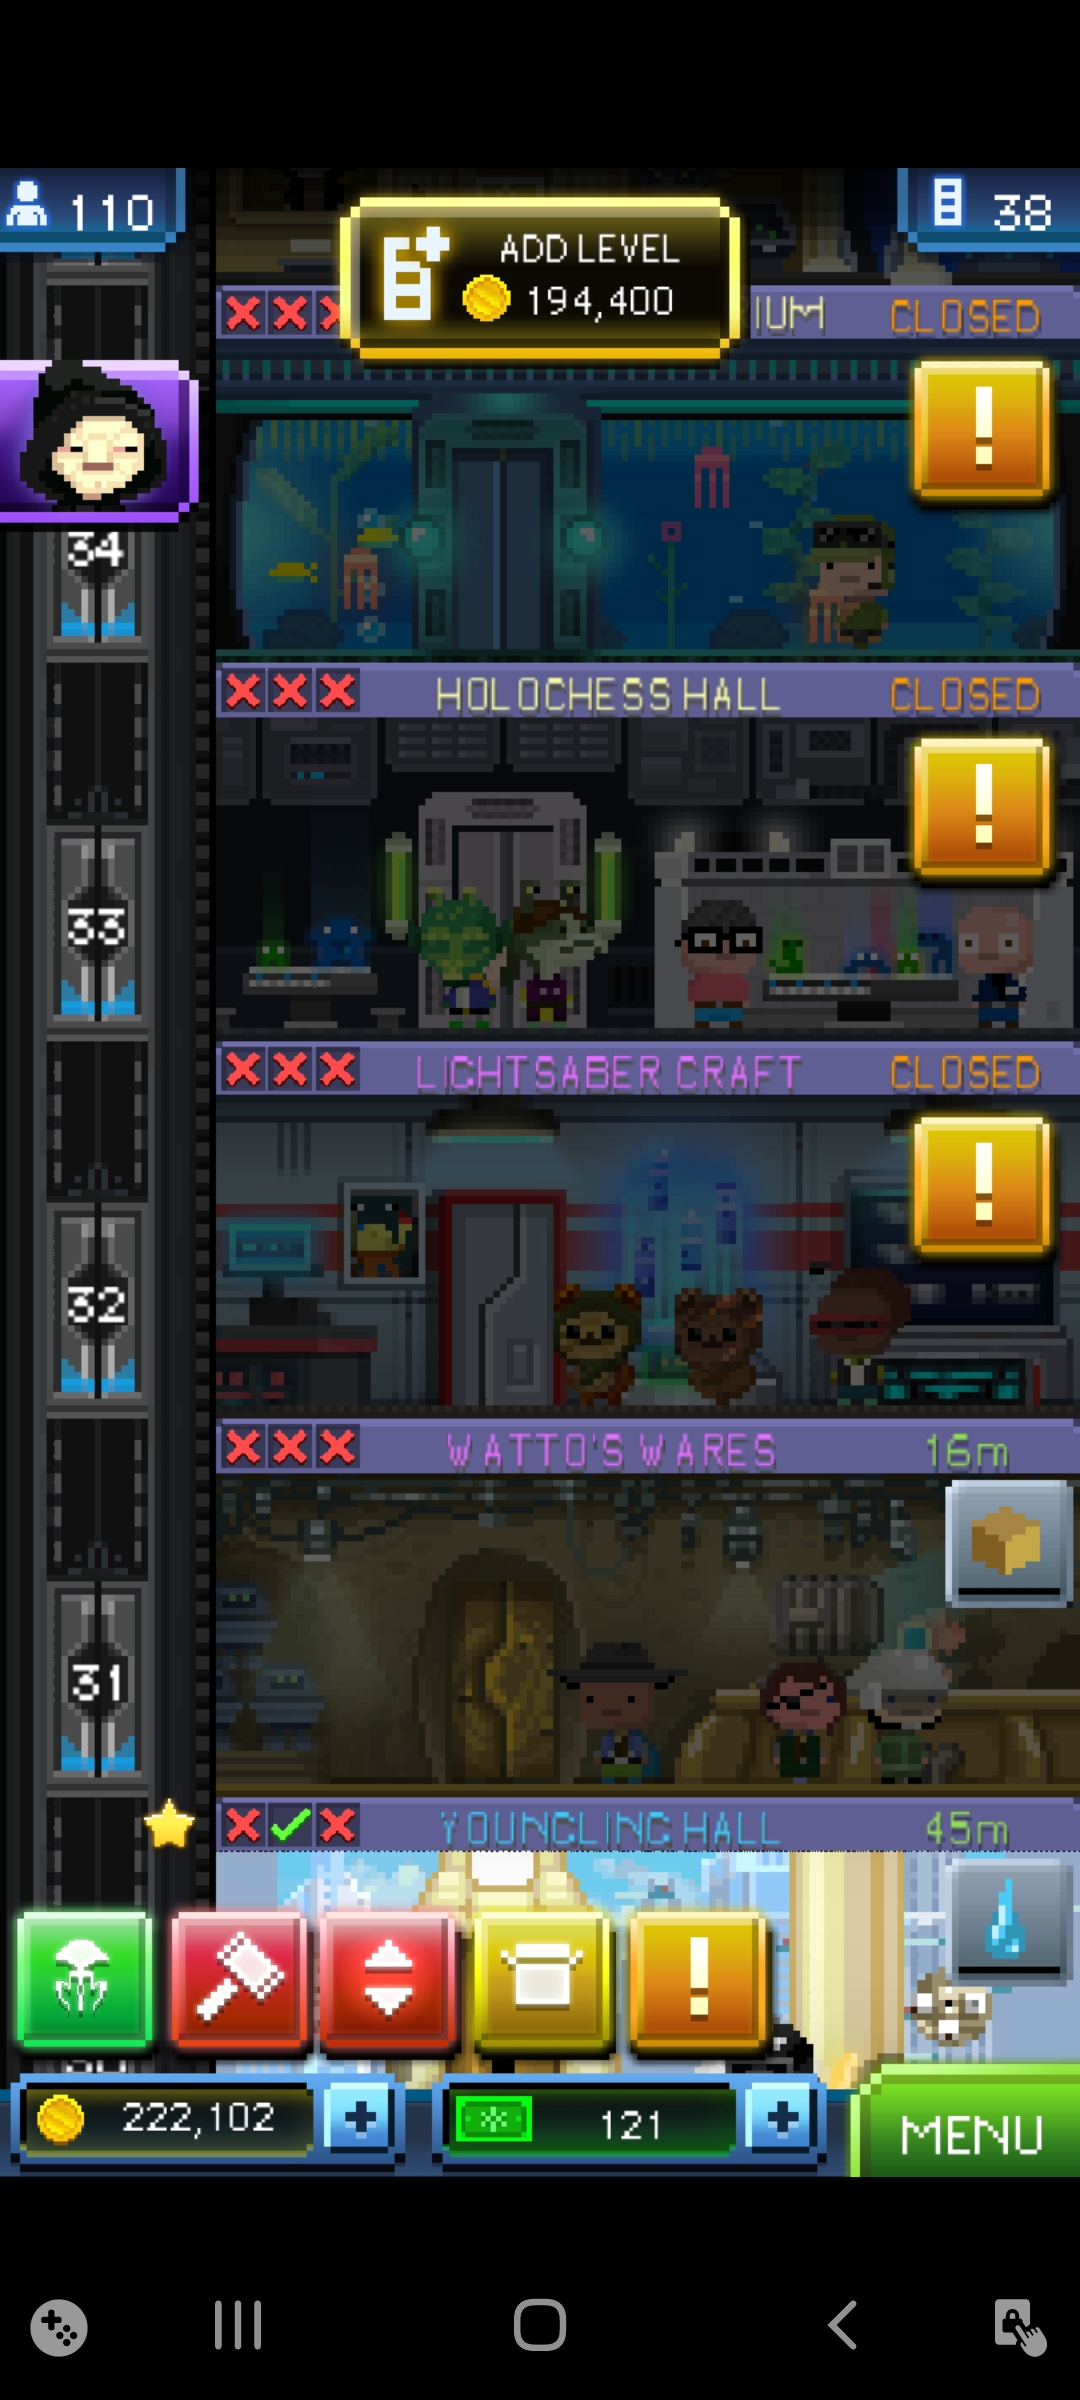 110
38
ADD LEVEL
194,400
IUM CLOSED
34
HOLOCHESS HALL CLOSED
33
LIGHTSABER CRAFT CLOSED
32
WATTO'S WARES 16m
31
YOUNGLING HALL 45m
222,102
121
MENU